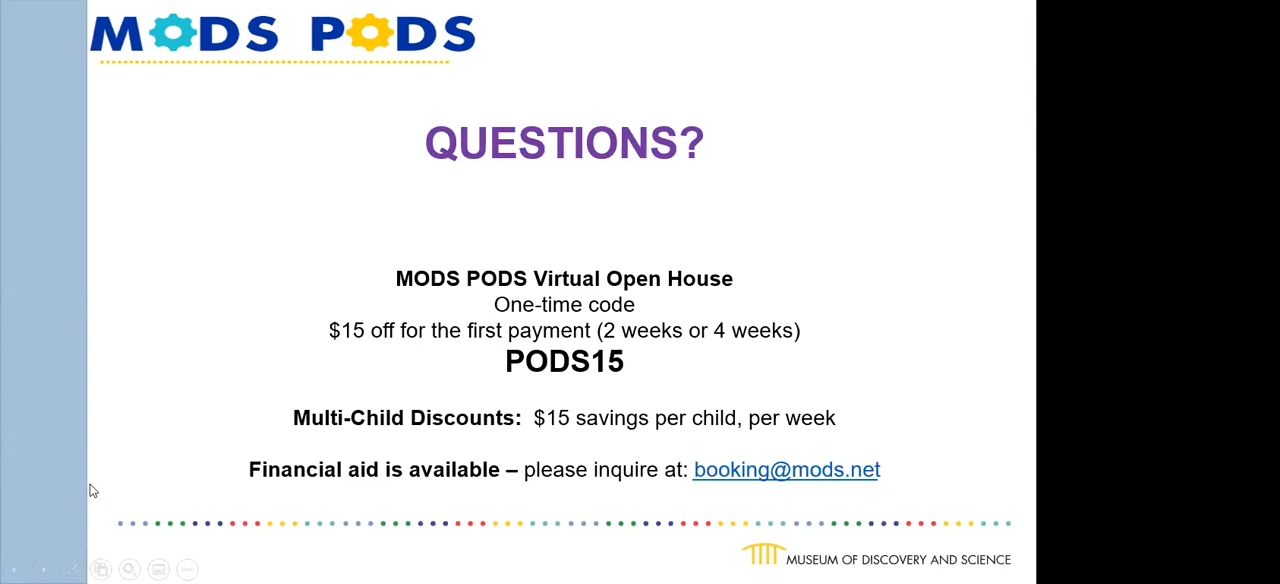 MODS PODS
QUESTIONS?
MODS PODS Virtual Open House
One-time code
$15 off for the first payment (2 weeks or 4 weeks)
PODS15
Multi-Child Discounts: $15 savings per child, per week
Financial aid is available – please inquire at: booking@mods.net
MUSEUM OF DISCOVERY AND SCIENCE